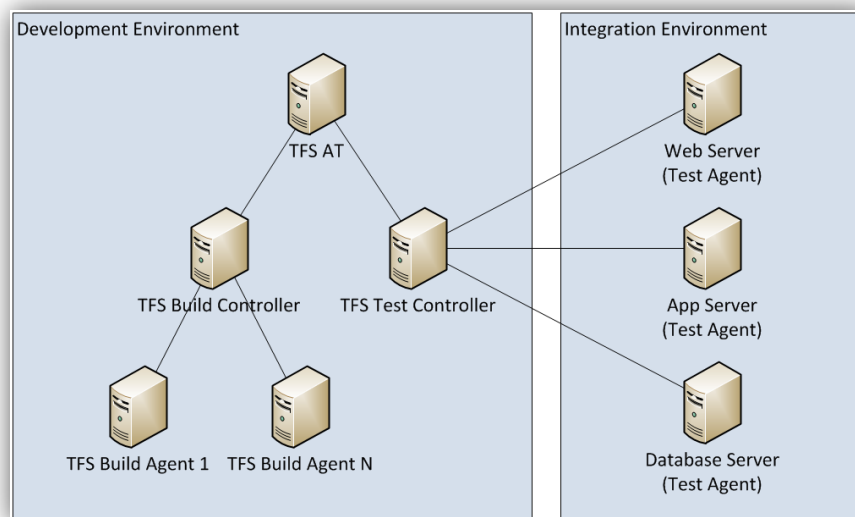 Development Environment
Integration Environment
TFS AT
Web Server
(Test Agent)
TFS Build Controller
TFS Test Controller
App Server
(Test Agent)
TFS Build Agent 1
TFS Build Agent N
Database Server
(Test Agent)